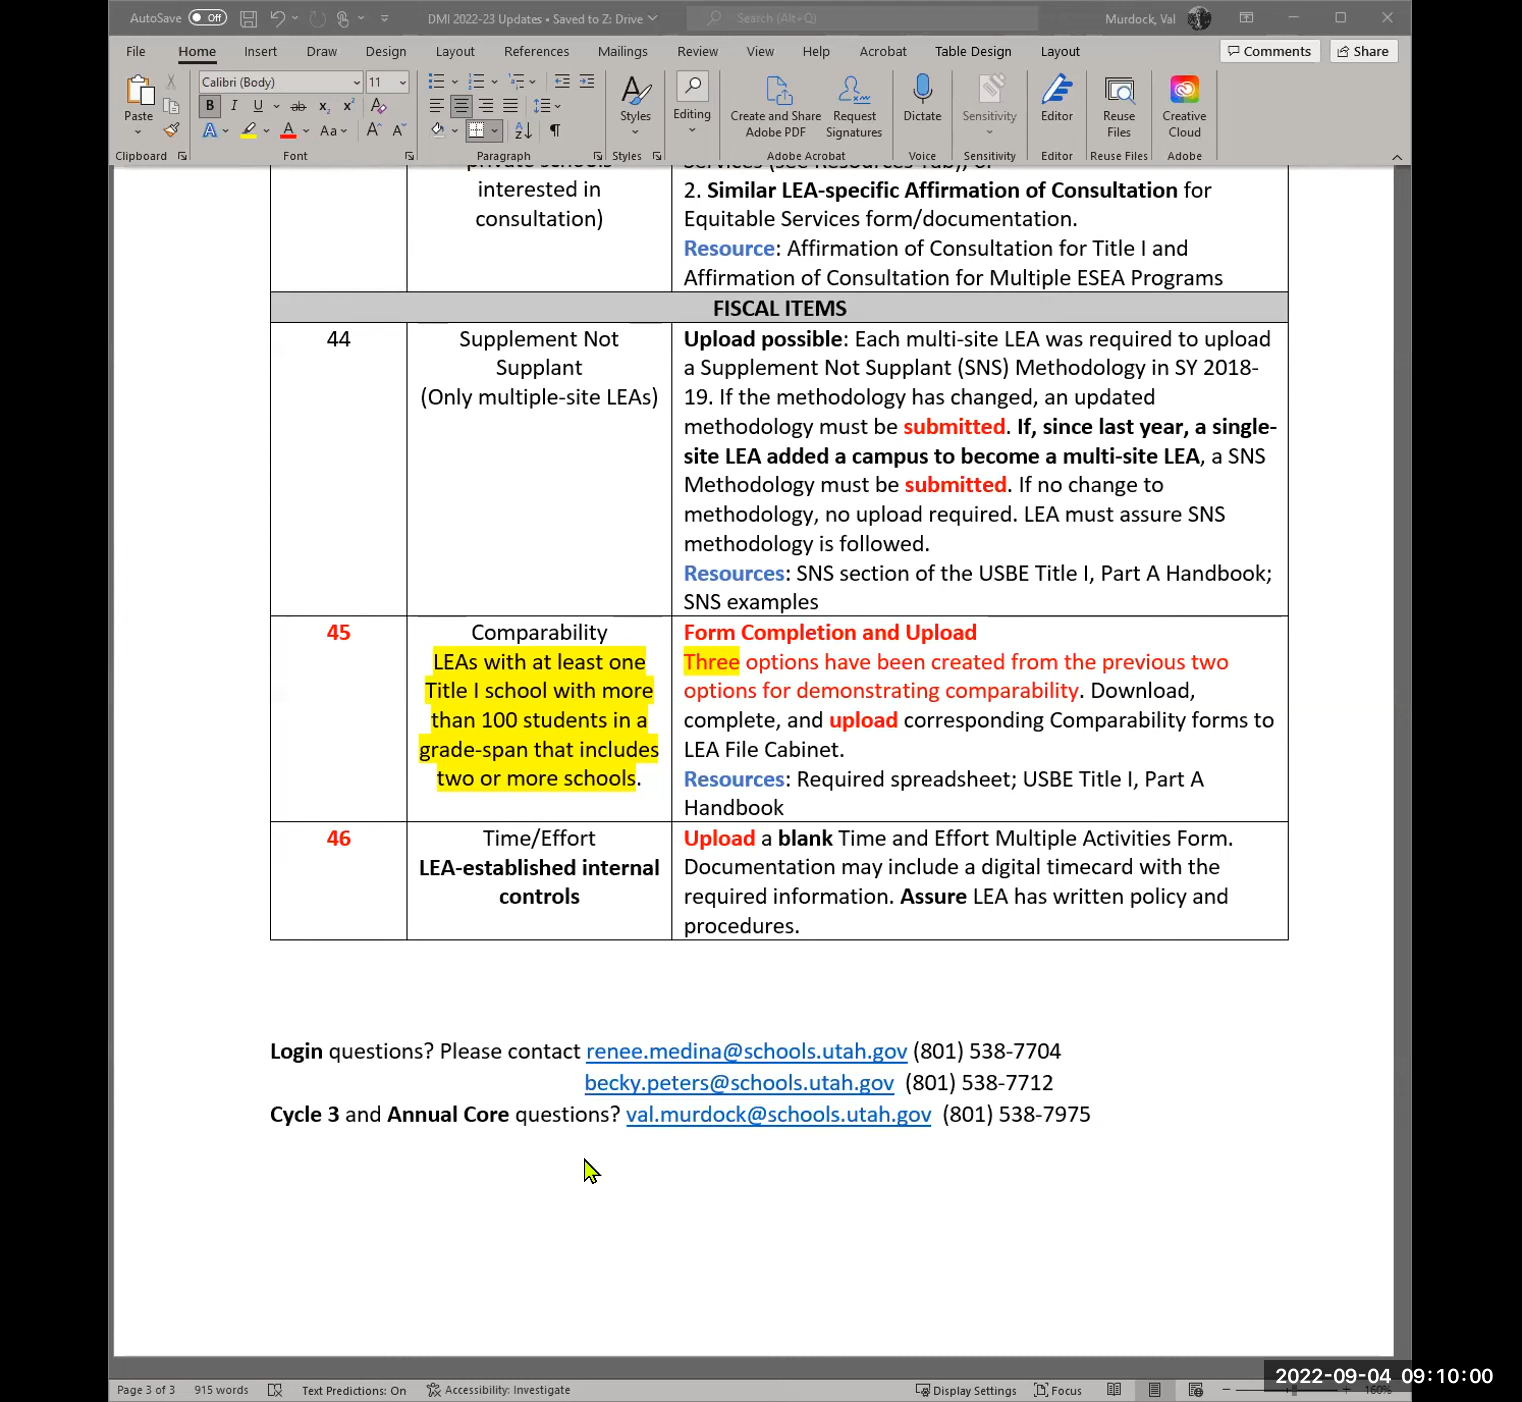 AutoSave Off DMI 2022-23 Updates • Saved to Z: Drive Search (Alt+Q) Murdock, Val
File Home Insert Draw Design Layout References Mailings Review View Help Acrobat Table Design Layout Comments Share
Calibri (Body) 11
Paste Styles Editing Create and Share Adobe PDF Request Signatures Dictate Sensitivity Editor Reuse Files Creative Cloud
Clipboard Font Paragraph Styles Adobe Acrobat Voice Sensitivity Editor Reuse Files Adobe
interested in
consultation)
2. Similar LEA-specific Affirmation of Consultation for
Equitable Services form/documentation.
Resource: Affirmation of Consultation for Title I and
Affirmation of Consultation for Multiple ESEA Programs
FISCAL ITEMS
44
Supplement Not
Supplant
(Only multiple-site LEAs)
Upload possible: Each multi-site LEA was required to upload
a Supplement Not Supplant (SNS) Methodology in SY 2018-
19. If the methodology has changed, an updated
methodology must be submitted. If, since last year, a single-
site LEA added a campus to become a multi-site LEA, a SNS
Methodology must be submitted. If no change to
methodology, no upload required. LEA must assure SNS
methodology is followed.
Resources: SNS section of the USBE Title I, Part A Handbook;
SNS examples
45
Comparability
LEAs with at least one
Title I school with more
than 100 students in a
grade-span that includes
two or more schools.
Form Completion and Upload
Three options have been created from the previous two
options for demonstrating comparability. Download,
complete, and upload corresponding Comparability forms to
LEA File Cabinet.
Resources: Required spreadsheet; USBE Title I, Part A
Handbook
46
Time/Effort
LEA-established internal
controls
Upload a blank Time and Effort Multiple Activities Form.
Documentation may include a digital timecard with the
required information. Assure LEA has written policy and
procedures.
Login questions? Please contact renee.medina@schools.utah.gov (801) 538-7704
becky.peters@schools.utah.gov (801) 538-7712
Cycle 3 and Annual Core questions? val.murdock@schools.utah.gov (801) 538-7975
2022-09-04 09:10:00
Page 3 of 3 915 words Text Predictions: On Accessibility: Investigate Display Settings Focus 160%